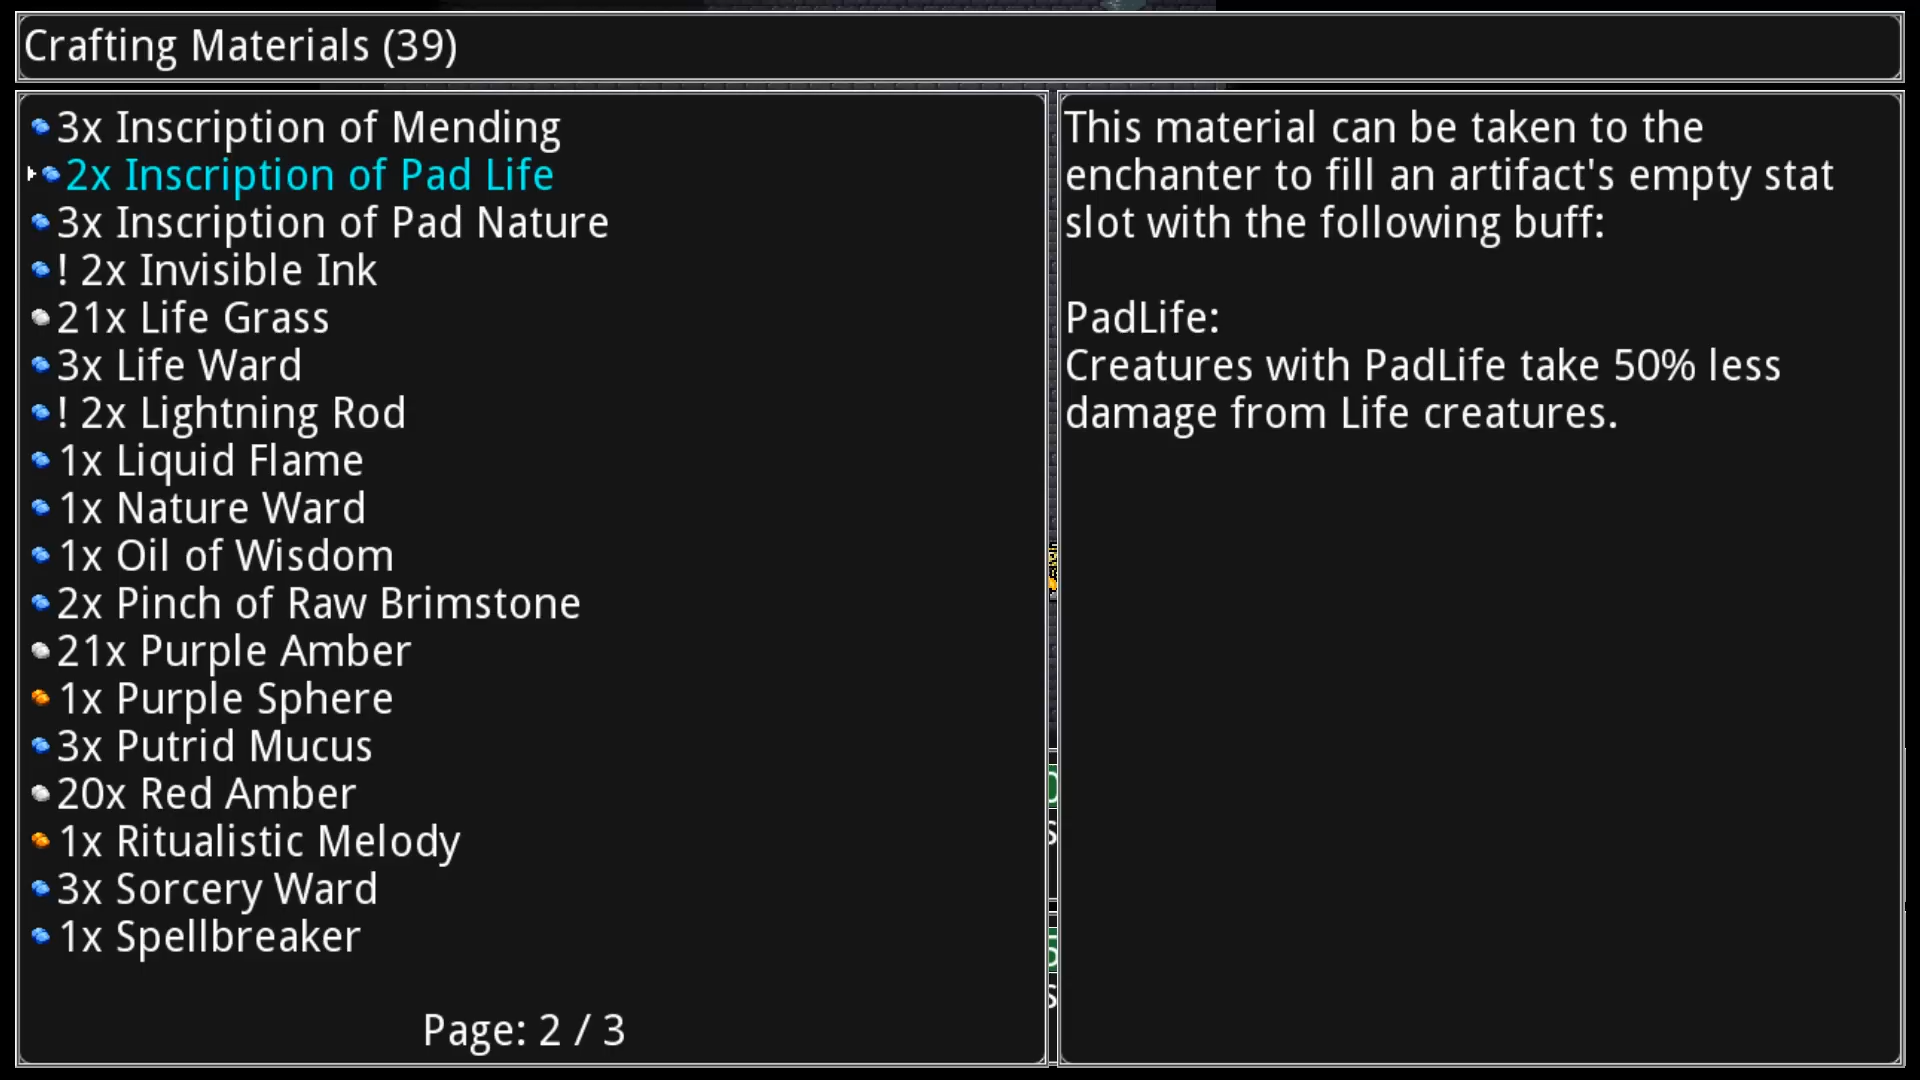 Crafting Materials (39)
3x Inscription of Mending
2x Inscription of Pad Life
3x Inscription of Pad Nature
! 2x Invisible Ink
21x Life Grass
3x Life Ward
! 2x Lightning Rod
1x Liquid Flame
1x Nature Ward
1x Oil of Wisdom
2x Pinch of Raw Brimstone
21x Purple Amber
1x Purple Sphere
3x Putrid Mucus
20x Red Amber
1x Ritualistic Melody
3x Sorcery Ward
1x Spellbreaker
Page: 2 / 3
This material can be taken to the
enchanter to fill an artifact's empty stat
slot with the following buff:
PadLife:
Creatures with PadLife take 50% less
damage from Life creatures.